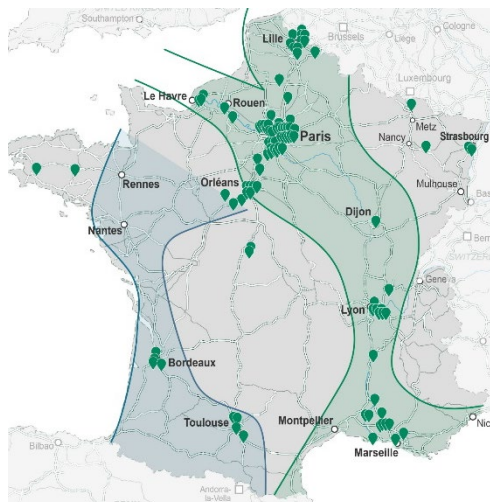 Southampton
Lille
Brussels
Liège
Cologne
Luxembourg
Le Havre
Rouen
Metz
Paris
Nancy
Strasbourg
Rennes
Orléans
Mulhouse
Nantes
Dijon
Geneva
Lyon
Bordeaux
Toulouse
Montpellier
Marseille
Bilbao
Andorra-
la-Vella